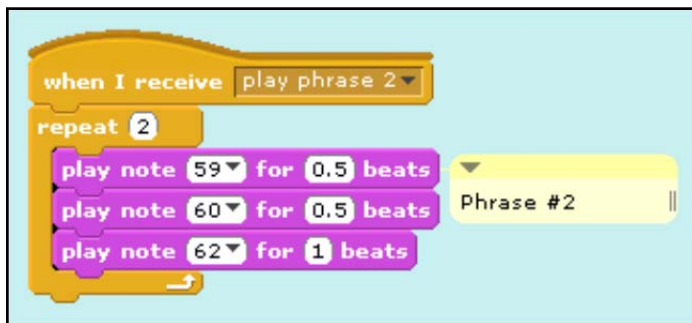 when I receive play phrase 2
repeat 2
play note 59 for 0.5 beats
Phrase #2
play note 60 for 0.5 beats
play note 62 for 1 beats